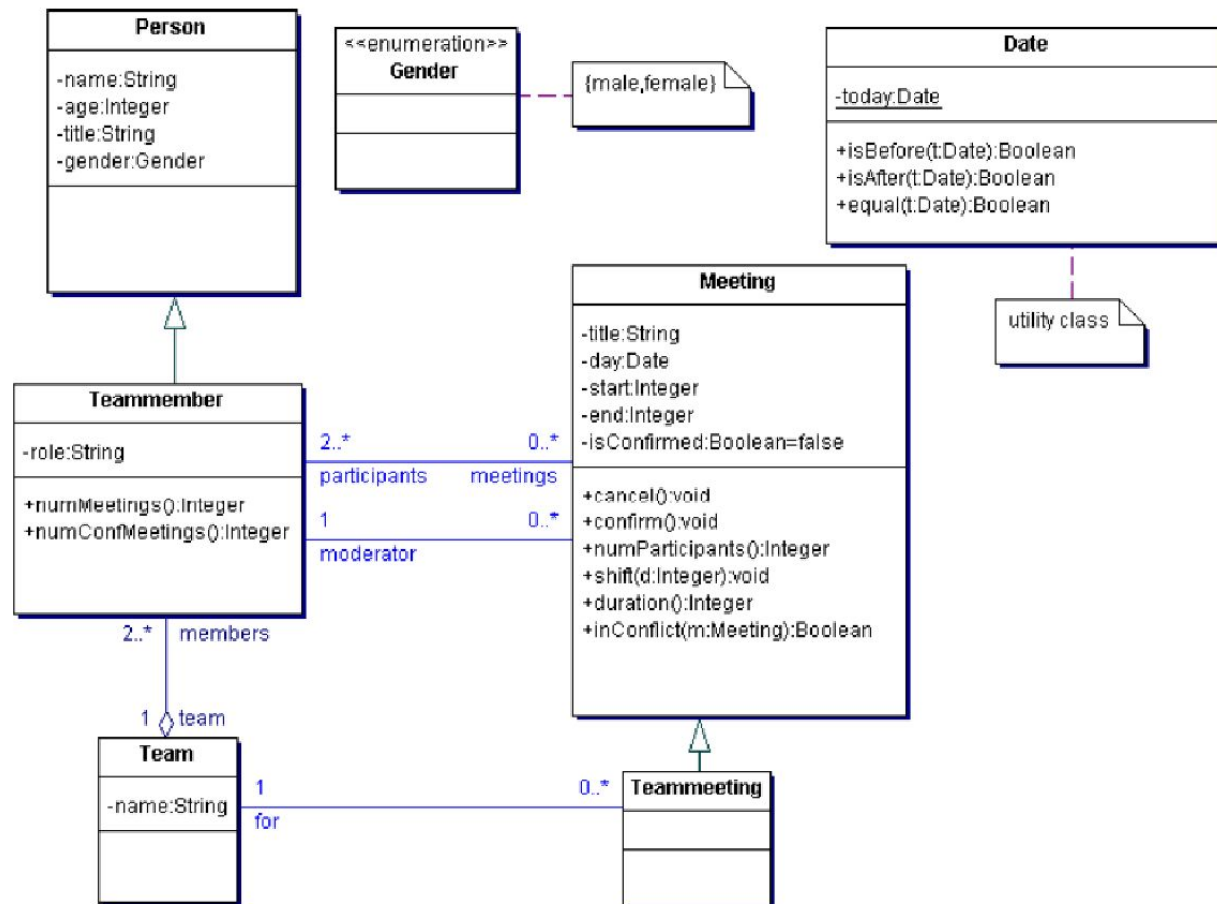 Person
-name:String
-age:Integer
-title:String
-gender:Gender
<<enumeration>>
Gender
{male,female}
Date
-today:Date
+isBefore(t:Date):Boolean
+isAfter(t:Date):Boolean
+equal(t:Date):Boolean
utility class
Meeting
-title:String
-day:Date
-start:Integer
-end:Integer
-isConfirmed:Boolean=false
+cancel():void
+confirm():void
+numParticipants():Integer
+shift(d:Integer):void
+duration():Integer
+inConflict(m:Meeting):Boolean
Teammember
-role:String
+numMeetings():Integer
+numConfMeetings():Integer
2..* 0..*
participants meetings
1 0..*
moderator
2..* members
1 team
Team
-name:String
1 0..*
for
Teammeeting